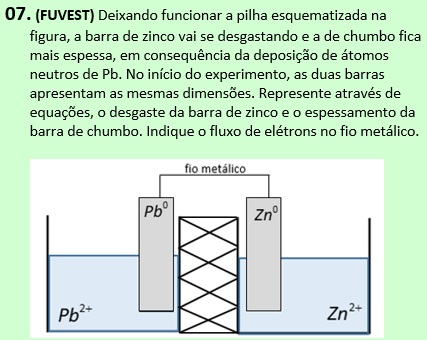 07. (FUVEST) Deixando funcionar a pilha esquematizada na
figura, a barra de zinco vai se desgastando e a de chumbo fica
mais espessa, em consequência da deposição de átomos
neutros de Pb. No início do experimento, as duas barras
apresentam as mesmas dimensões. Represente através de
equações, o desgaste da barra de zinco e o espessamento da
barra de chumbo. Indique o fluxo de elétrons no fio metálico.
fio metálico
Pb⁰
Zn⁰
Pb²⁺
Zn²⁺